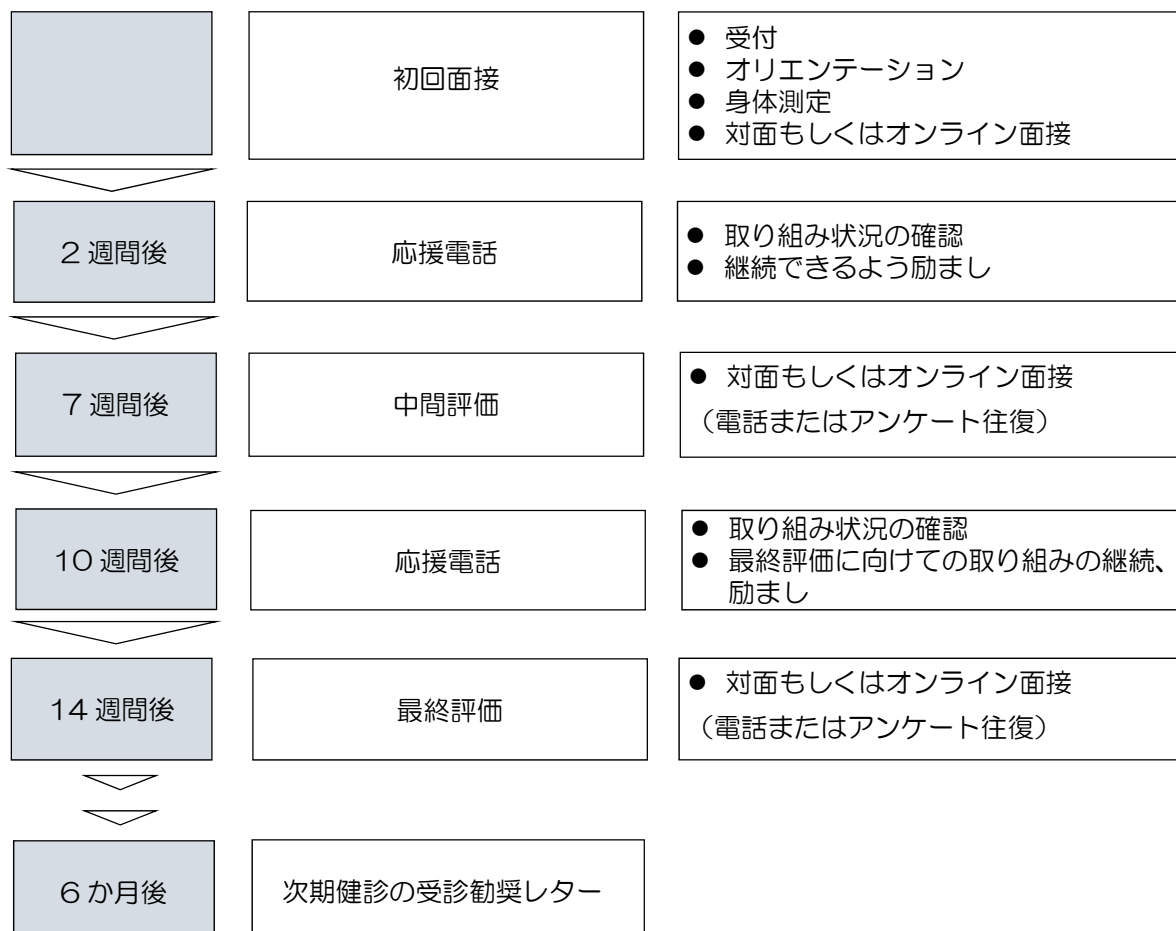 初回面接
● 受付
● オリエンテーション
● 身体測定
● 対面もしくはオンライン面接
２週間後
応援電話
● 取り組み状況の確認
● 継続できるよう励まし
７週間後
中間評価
● 対面もしくはオンライン面接
（電話またはアンケート往復）
10 週間後
応援電話
● 取り組み状況の確認
● 最終評価に向けての取り組みの継続、
励まし
14 週間後
最終評価
● 対面もしくはオンライン面接
（電話またはアンケート往復）
６か月後
次期健診の受診勧奨レター